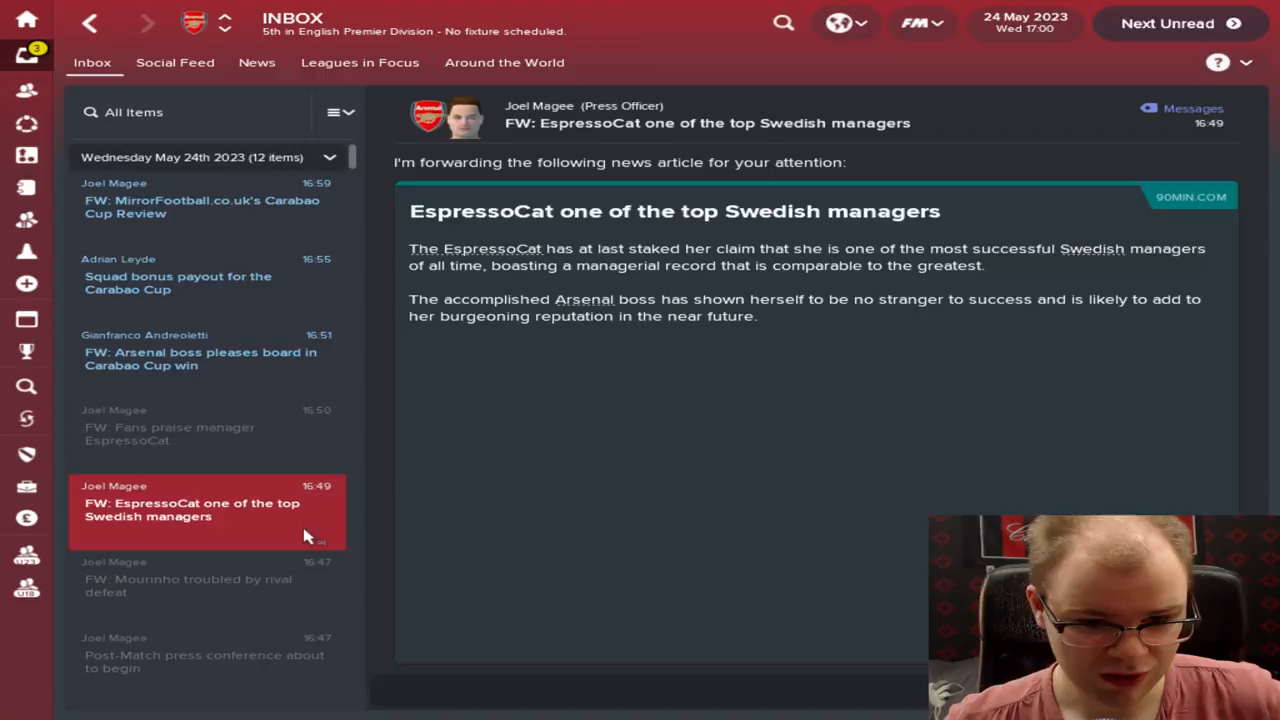 INBOX
5th in English Premier Division - No fixture scheduled.
FM
24 May 2023
Wed 17:00
Next Unread
3
Inbox
Social Feed
News
Leagues in Focus
Around the World
?
All Items
Wednesday May 24th 2023 (12 items)
Joel Magee 16:59
FW: MirrorFootball.co.uk's Carabao
Cup Review
Adrian Leyde 16:55
Squad bonus payout for the
Carabao Cup
Gianfranco Andreoletti 16:51
FW: Arsenal boss pleases board in
Carabao Cup win
Joel Magee 16:50
FW: Fans praise manager
EspressoCat
Joel Magee 16:49
FW: EspressoCat one of the top
Swedish managers
Joel Magee 16:47
FW: Mourinho troubled by rival
defeat
Joel Magee 16:47
Post-Match press conference about
to begin
U23
U18
Joel Magee (Press Officer)
FW: EspressoCat one of the top Swedish managers
Messages
16:49
I'm forwarding the following news article for your attention:
90MIN.COM
EspressoCat one of the top Swedish managers
The EspressoCat has at last staked her claim that she is one of the most successful Swedish managers
of all time, boasting a managerial record that is comparable to the greatest.
The accomplished Arsenal boss has shown herself to be no stranger to success and is likely to add to
her burgeoning reputation in the near future.